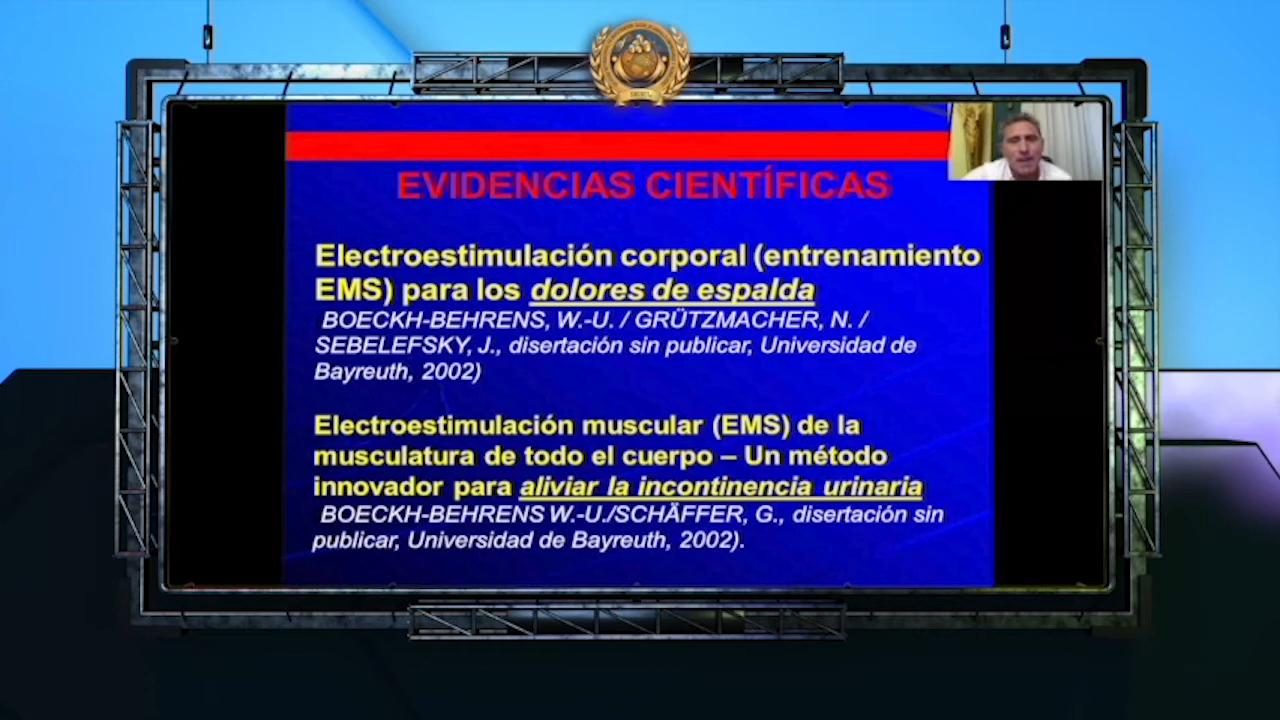 EVIDENCIAS CIENTÍFICAS
Electroestimulación corporal (entrenamiento
EMS) para los dolores de espalda
BOECKH-BEHRENS, W.-U. / GRÜTZMACHER, N. /
SEBELEFSKY, J., disertación sin publicar, Universidad de
Bayreuth, 2002)
Electroestimulación muscular (EMS) de la
musculatura de todo el cuerpo – Un método
innovador para aliviar la incontinencia urinaria
BOECKH-BEHRENS W.-U./SCHÄFFER, G., disertación sin
publicar, Universidad de Bayreuth, 2002).